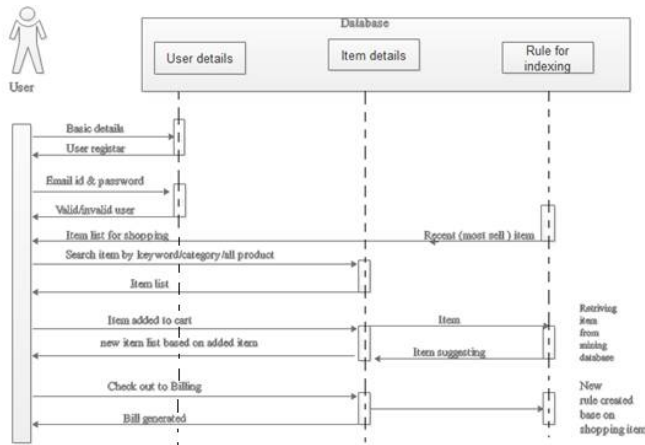 Database
User details
Item details
Rule for
indexing
User
Basic details
User registar
Email id & password
Valid/invalid user
Item list for shopping
Recent (most sell ) item
Search item by keyword/category/all product
Item list
Item added to cart
Item
Retriving
item
from
mining
database
new item list based on added item
Item suggesting
Check out to Billing
New
rule created
base on
shopping item
Bill generated